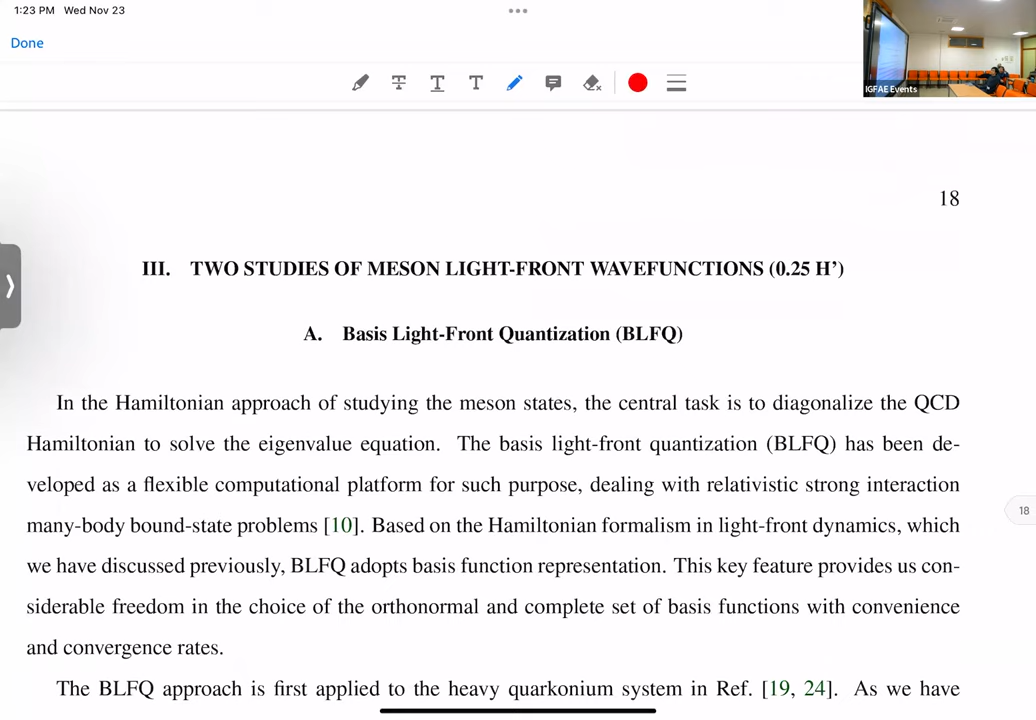 1:23 PM Wed Nov 23
Done
T
T
T
IGFAE Events
18
III. TWO STUDIES OF MESON LIGHT-FRONT WAVEFUNCTIONS (0.25 H’)
A. Basis Light-Front Quantization (BLFQ)
In the Hamiltonian approach of studying the meson states, the central task is to diagonalize the QCD
Hamiltonian to solve the eigenvalue equation. The basis light-front quantization (BLFQ) has been de-
veloped as a flexible computational platform for such purpose, dealing with relativistic strong interaction
many-body bound-state problems [10]. Based on the Hamiltonian formalism in light-front dynamics, which
we have discussed previously, BLFQ adopts basis function representation. This key feature provides us con-
siderable freedom in the choice of the orthonormal and complete set of basis functions with convenience
and convergence rates.
18
The BLFQ approach is first applied to the heavy quarkonium system in Ref. [19, 24]. As we have